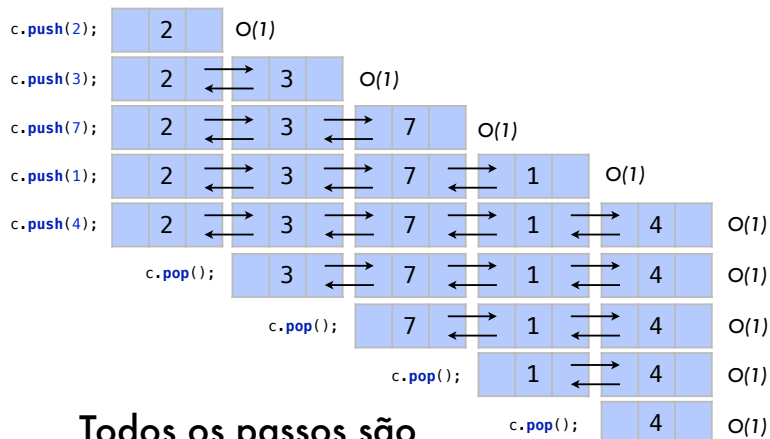 c.push(2); 2 O(1)
c.push(3); 2 3 O(1)
c.push(7); 2 3 7 O(1)
c.push(1); 2 3 7 1 O(1)
c.push(4); 2 3 7 1 4 O(1)
c.pop(); 3 7 1 4 O(1)
c.pop(); 7 1 4 O(1)
c.pop(); 1 4 O(1)
c.pop(); 4 O(1)
Todos os passos são